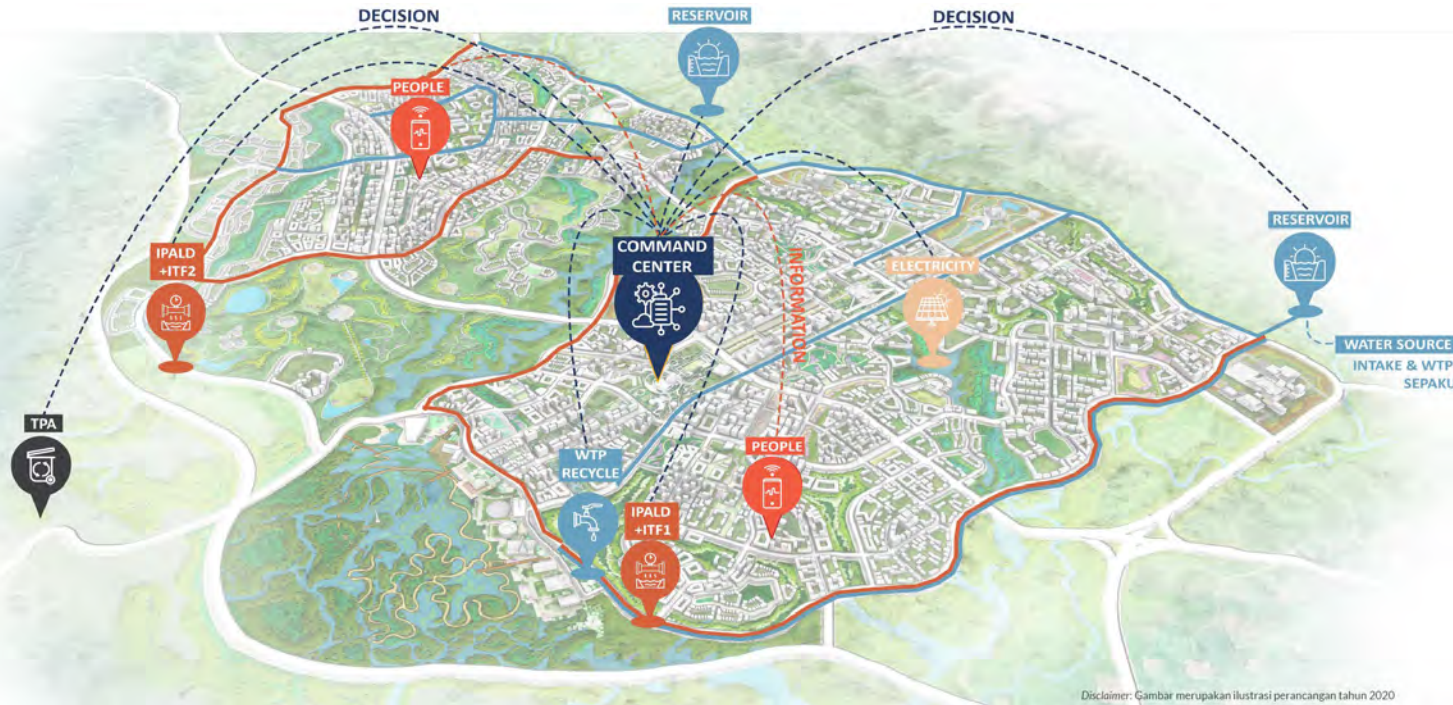 DECISION
RESERVOIR
DECISION
PEOPLE
RESERVOIR
IPALD
+ITF2
COMMAND
CENTER
INFORMATION
ELECTRICITY
WATER SOURCE
INTAKE & WTP
SEPAKU
TPA
WTP
RECYCLE
PEOPLE
IPALD
+ITF1
Disclaimer: Gambar merupakan ilustrasi perancangan tahun 2020